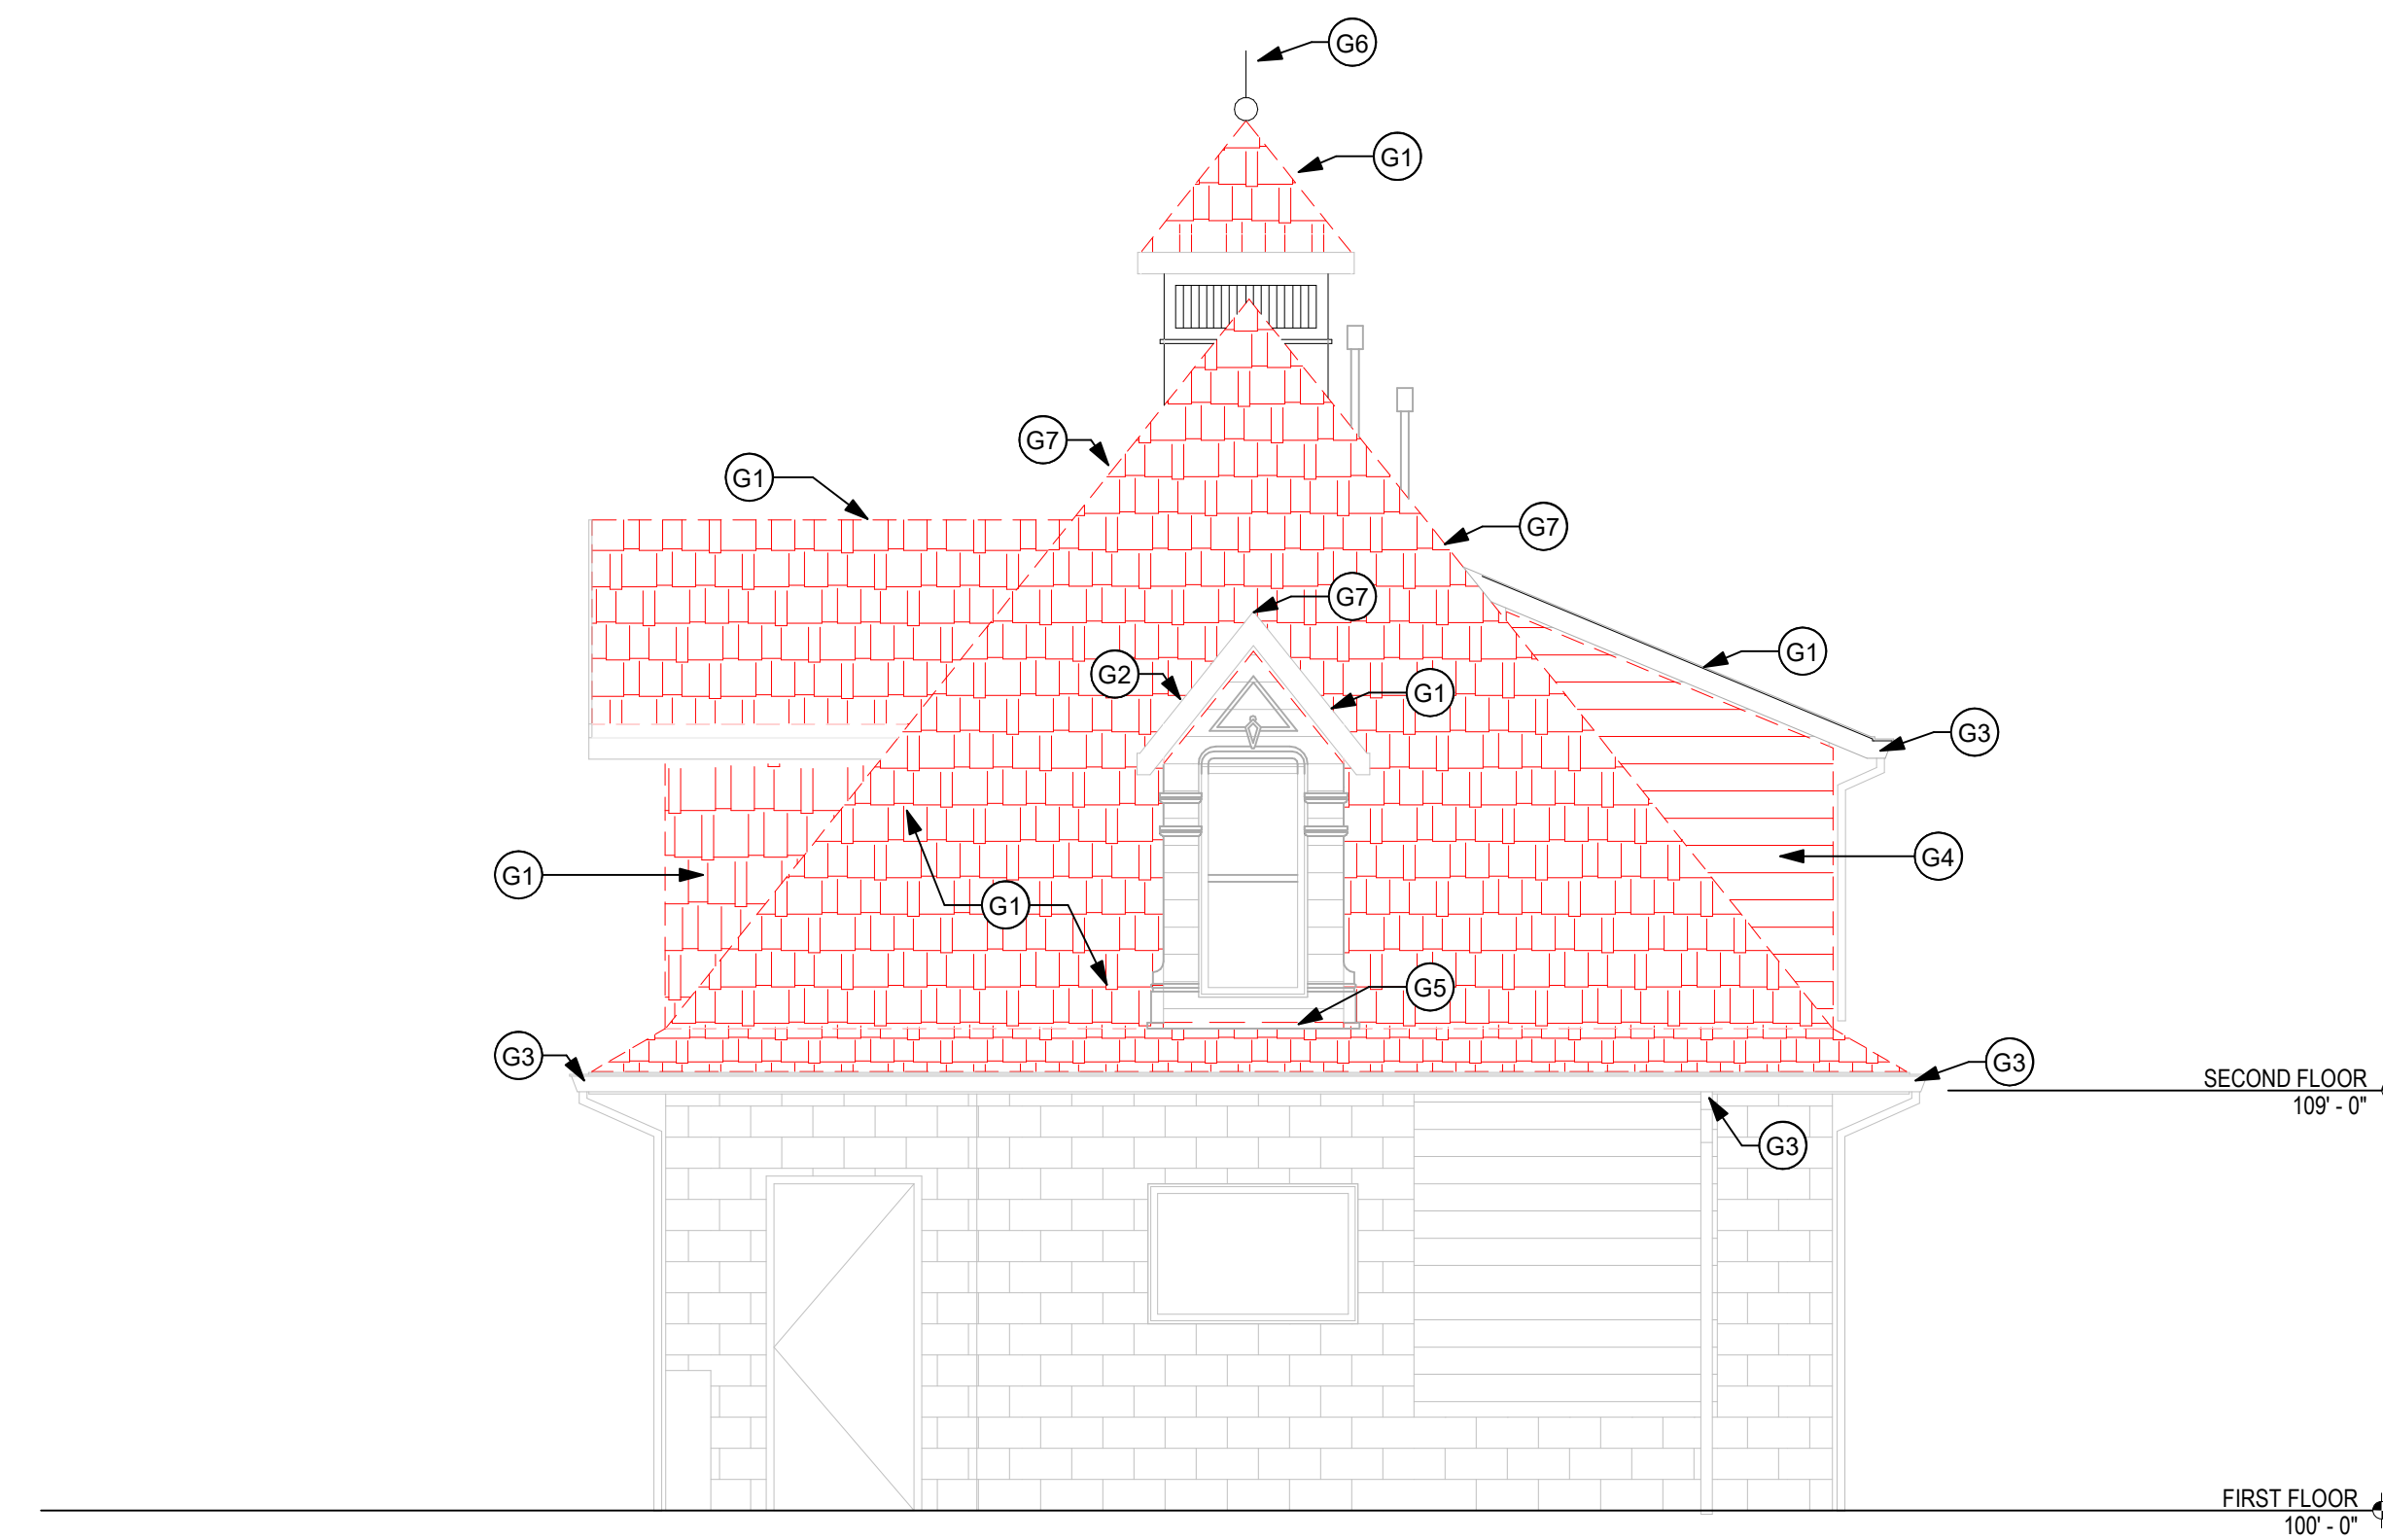 G6
G1
G7
G1
G7
G7
G1
G2
G1
G3
G4
G1
G1
G5
G3
G3
SECOND FLOOR
109' - 0"
G3
FIRST FLOOR
100' - 0"